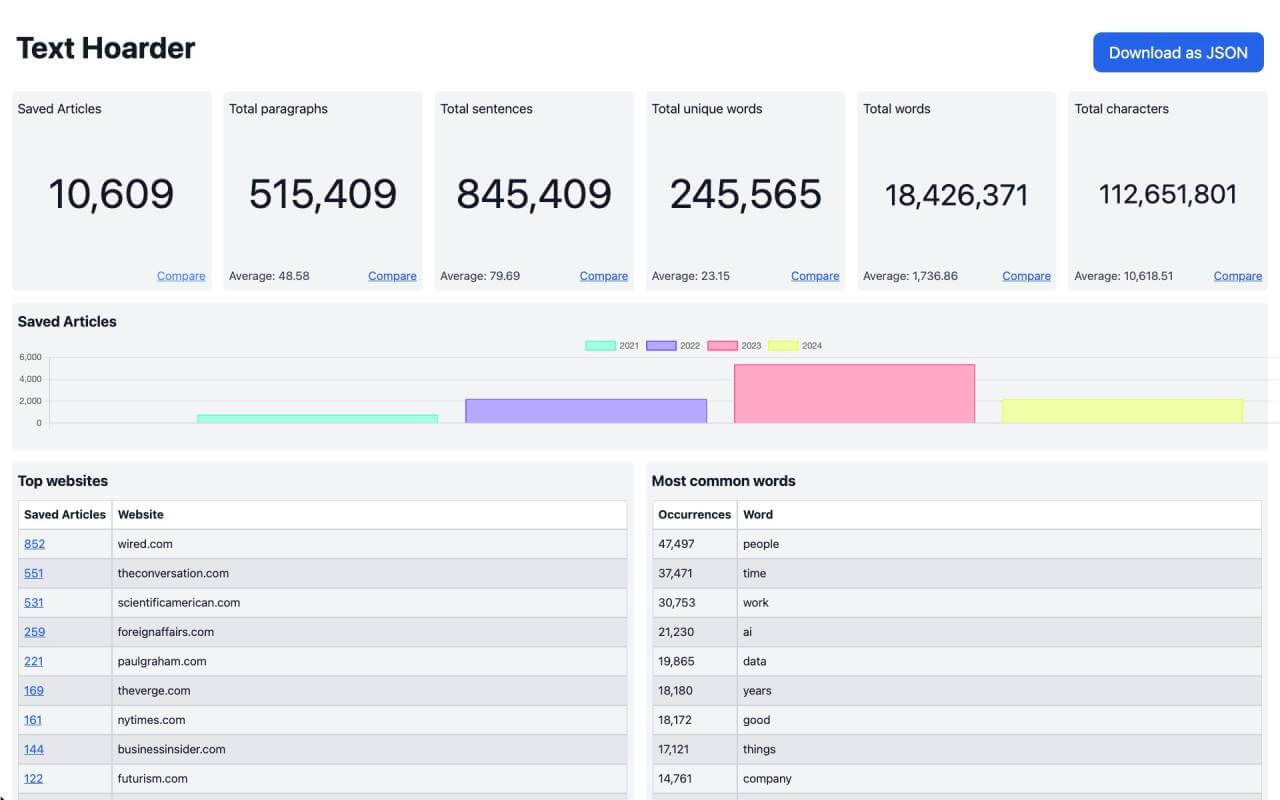 Text Hoarder
Download as JSON
Saved Articles
10,609
Compare
Total paragraphs
515,409
Average: 48.58 Compare
Total sentences
845,409
Average: 79.69 Compare
Total unique words
245,565
Average: 23.15 Compare
Total words
18,426,371
Average: 1,736.86 Compare
Total characters
112,651,801
Average: 10,618.51 Compare
Saved Articles
2021 2022 2023 2024
6,000
4,000
2,000
0
Top websites
Saved Articles Website
852 wired.com
551 theconversation.com
531 scientificamerican.com
259 foreignaffairs.com
221 paulgraham.com
169 theverge.com
161 nytimes.com
144 businessinsider.com
122 futurism.com
Most common words
Occurrences Word
47,497 people
37,471 time
30,753 work
21,230 ai
19,865 data
18,180 years
18,172 good
17,121 things
14,761 company